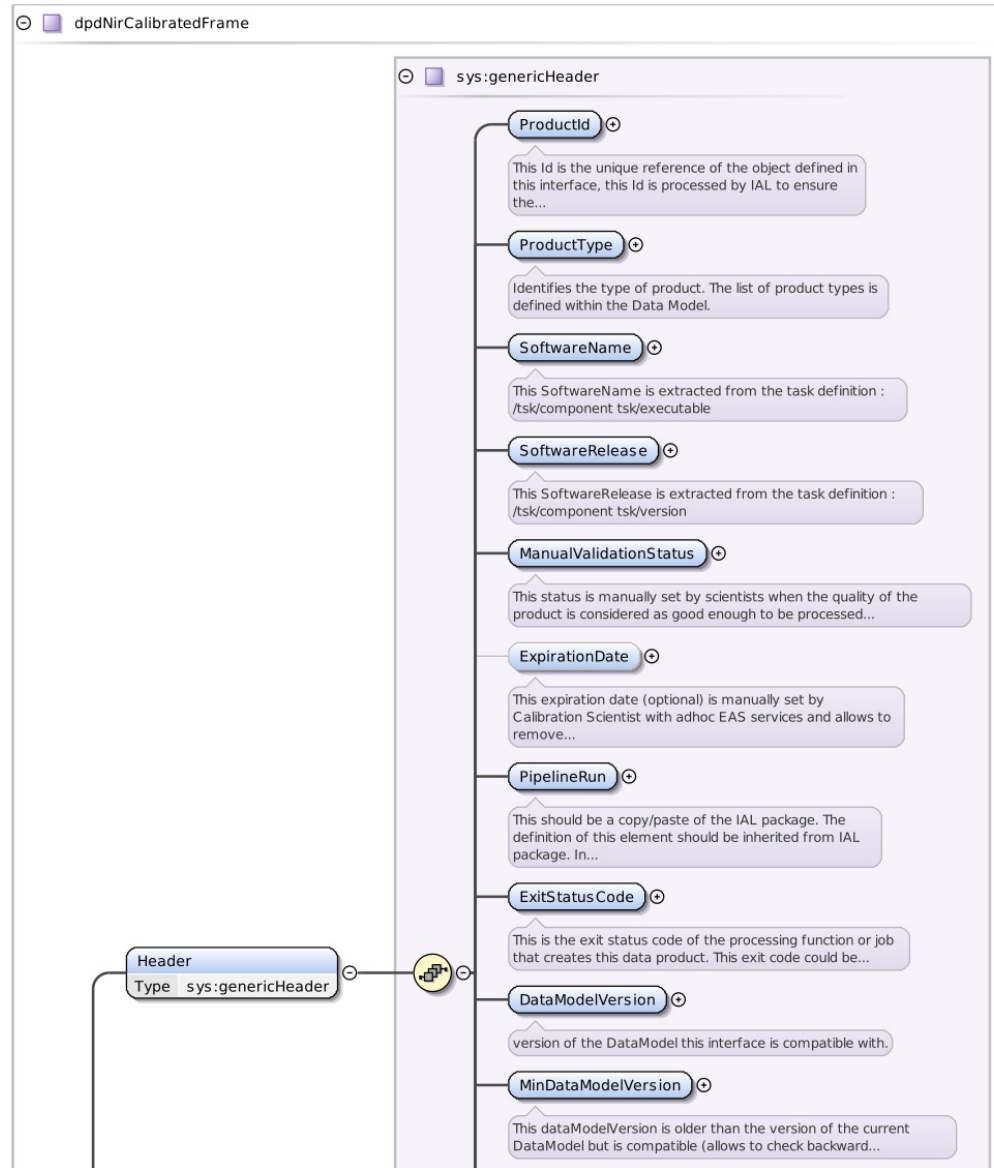 dpdNirCalibratedFrame
sys:genericHeader
ProductId
This Id is the unique reference of the object defined in
this interface, this Id is processed by IAL to ensure
the...
ProductType
Identifies the type of product. The list of product types is
defined within the Data Model.
SoftwareName
This SoftwareName is extracted from the task definition :
/tsk/component tsk/executable
SoftwareRelease
This SoftwareRelease is extracted from the task definition :
/tsk/component tsk/version
ManualValidationStatus
This status is manually set by scientists when the quality of the
product is considered as good enough to be processed...
ExpirationDate
This expiration date (optional) is manually set by
Calibration Scientist with adhoc EAS services and allows to
remove...
PipelineRun
This should be a copy/paste of the IAL package. The
definition of this element should be inherited from IAL
package. In...
ExitStatusCode
This is the exit status code of the processing function or job
that creates this data product. This exit code could be...
Header
Type sys:genericHeader
DataModelVersion
version of the DataModel this interface is compatible with.
MinDataModelVersion
This dataModelVersion is older than the version of the current
DataModel but is compatible (allows to check backward...